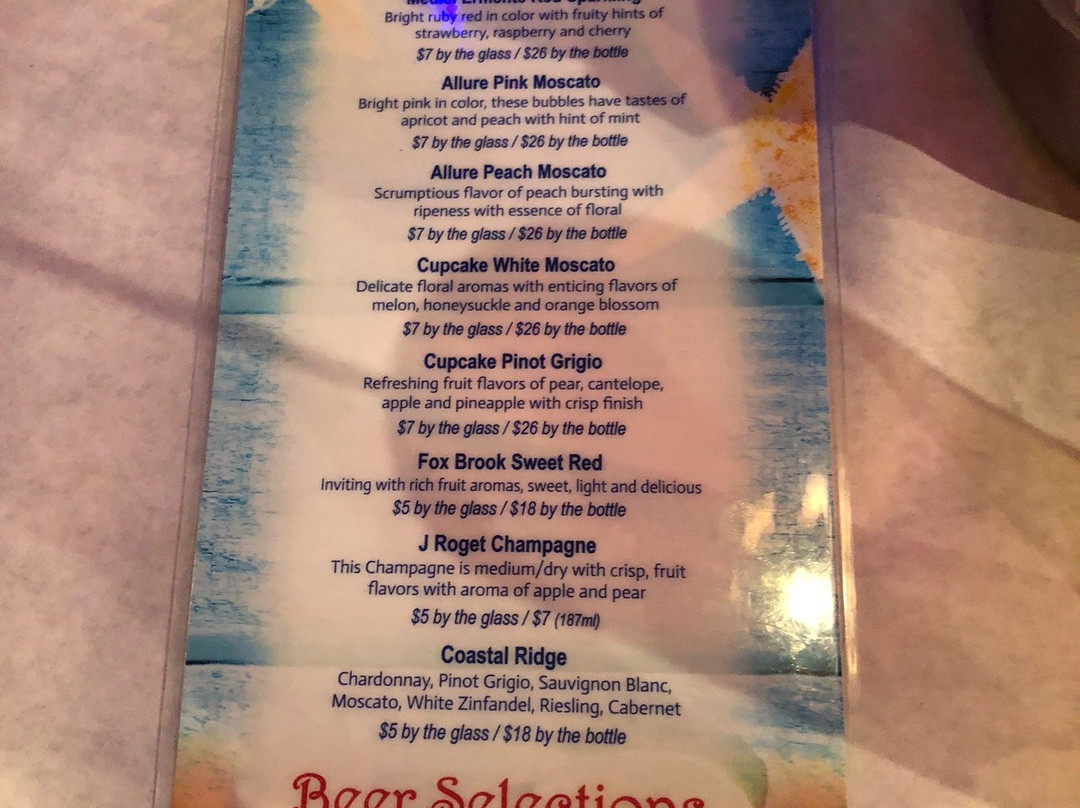 Bright ruby red in color with fruity hints of
strawberry, raspberry and cherry
$7 by the glass / $26 by the bottle
Allure Pink Moscato
Bright pink in color, these bubbles have tastes of
apricot and peach with hint of mint
$7 by the glass / $26 by the bottle
Allure Peach Moscato
Scrumptious flavor of peach bursting with
ripeness with essence of floral
$7 by the glass / $26 by the bottle
Cupcake White Moscato
Delicate floral aromas with enticing flavors of
melon, honeysuckle and orange blossom
$7 by the glass / $26 by the bottle
Cupcake Pinot Grigio
Refreshing fruit flavors of pear, cantelope,
apple and pineapple with crisp finish
$7 by the glass / $26 by the bottle
Fox Brook Sweet Red
Inviting with rich fruit aromas, sweet, light and delicious
$5 by the glass / $18 by the bottle
J Roget Champagne
This Champagne is medium/dry with crisp, fruit
flavors with aroma of apple and pear
$5 by the glass / $7 (187ml)
Coastal Ridge
Chardonnay, Pinot Grigio, Sauvignon Blanc,
Moscato, White Zinfandel, Riesling, Cabernet
$5 by the glass / $18 by the bottle
Beer Selections